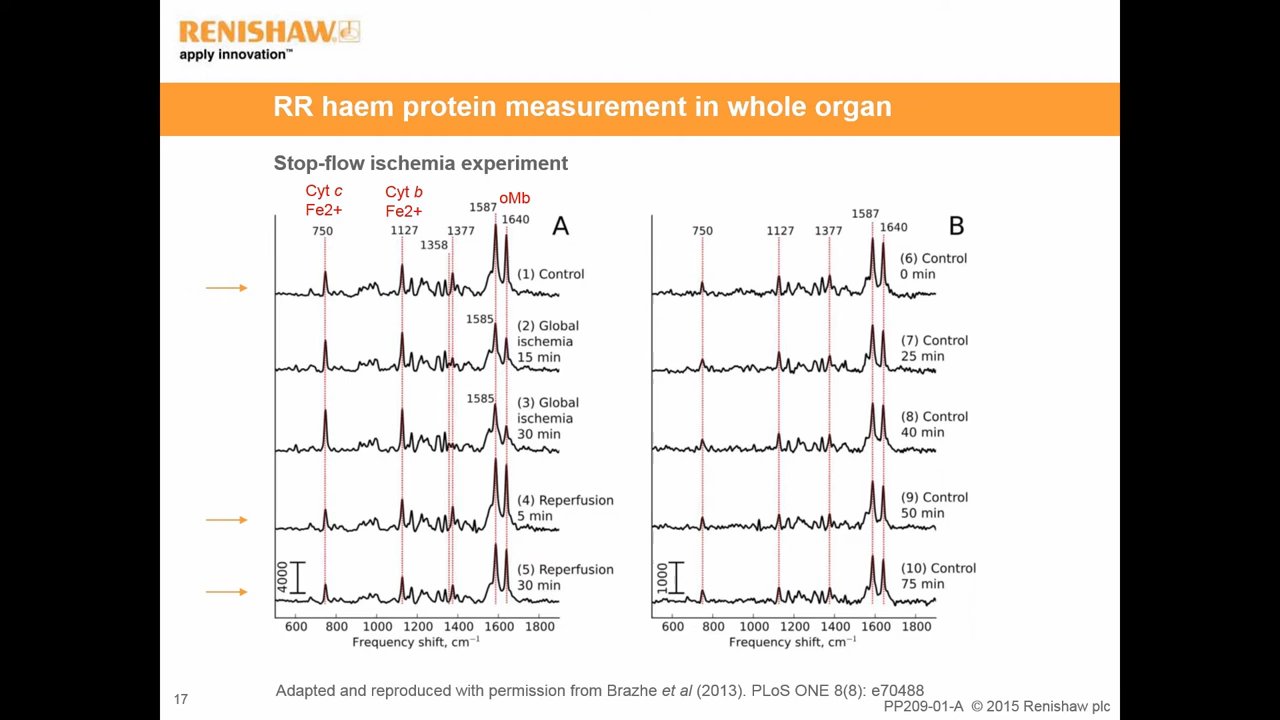 RENISHAW
apply innovation™
RR haem protein measurement in whole organ
Stop-flow ischemia experiment
Cyt c
Fe2+
Cyt b
Fe2+
oMb
750
1127
1358
1377
1587
1640
A
(1) Control
1585
(2) Global
ischemia
15 min
1585
(3) Global
ischemia
30 min
(4) Reperfusion
5 min
(5) Reperfusion
30 min
4000
600 800 1000 1200 1400 1600 1800
Frequency shift, cm⁻¹
750
1127
1377
1587
1640
B
(6) Control
0 min
(7) Control
25 min
(8) Control
40 min
(9) Control
50 min
(10) Control
75 min
1000
600 800 1000 1200 1400 1600 1800
Frequency shift, cm⁻¹
Adapted and reproduced with permission from Brazhe et al (2013). PLoS ONE 8(8): e70488
17
PP209-01-A © 2015 Renishaw plc